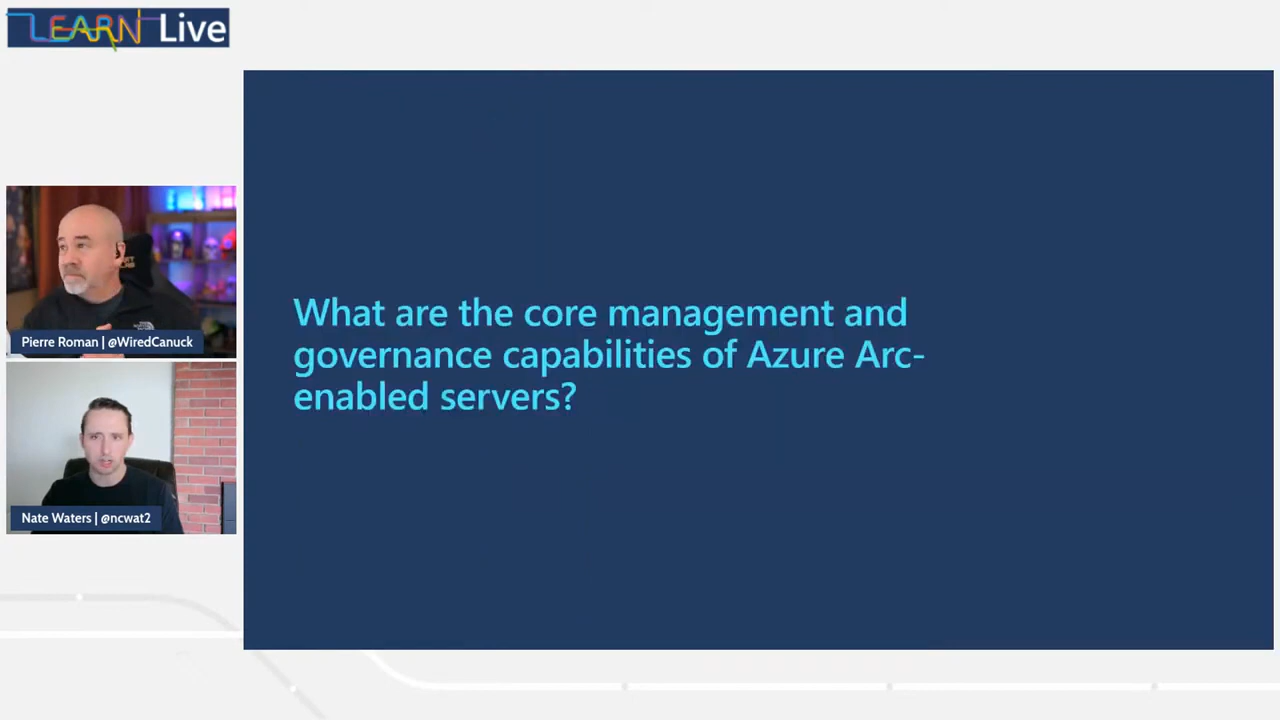 LEARN Live
What are the core management and
governance capabilities of Azure Arc-
enabled servers?
Pierre Roman | @WiredCanuck
Nate Waters | @ncwat2